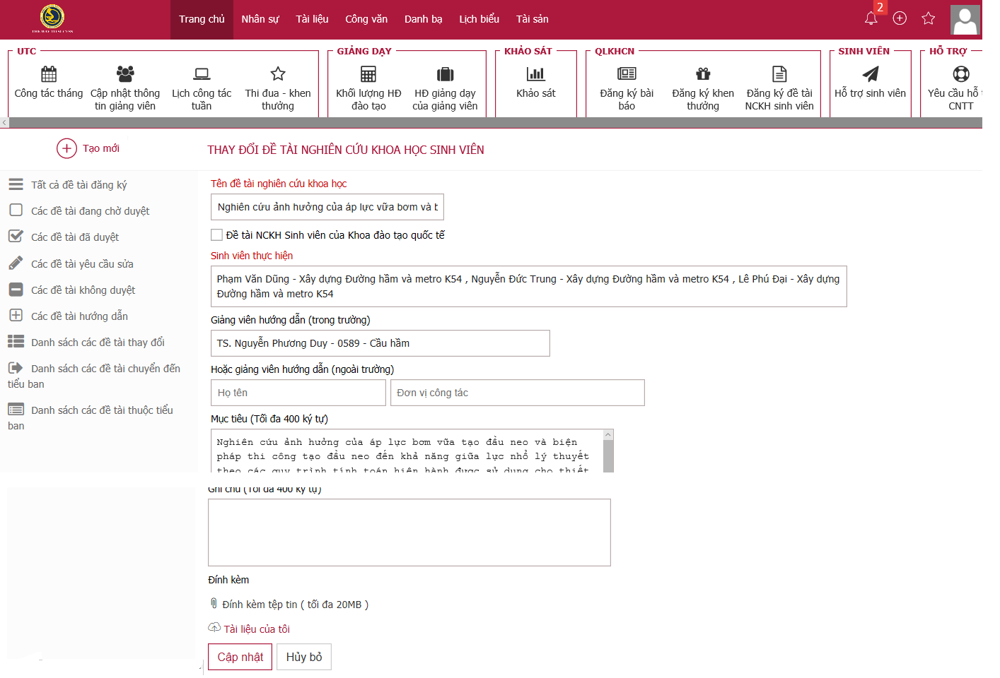 THE WAY TO SUCCESS
Trang chủ Nhân sự Tài liệu Công văn Danh bạ Lịch biểu Tài sản
2
UTC GIẢNG DẠY KHẢO SÁT QLKHCN SINH VIÊN HỖ TRỢ
Công tác tháng Cập nhật thông Lịch công tác Thi đua - khen Khối lượng HĐ HĐ giảng dạy Khảo sát Đăng ký bài Đăng ký khen Đăng ký đề tài Hỗ trợ sinh viên Yêu cầu hỗ t
tin giảng viên tuần thưởng đào tạo của giảng viên báo thưởng NCKH sinh viên CNTT
Tạo mới
THAY ĐỔI ĐỀ TÀI NGHIÊN CỨU KHOA HỌC SINH VIÊN
Tất cả đề tài đăng ký
Các đề tài đang chờ duyệt
Các đề tài đã duyệt
Các đề tài yêu cầu sửa
Các đề tài không duyệt
Các đề tài hướng dẫn
Danh sách các đề tài thay đổi
Danh sách các đề tài chuyển đến
tiểu ban
Danh sách các đề tài thuộc tiểu
ban
Tên đề tài nghiên cứu khoa học
Nghiên cứu ảnh hưởng của áp lực vữa bơm và b
Đề tài NCKH Sinh viên của Khoa đào tạo quốc tế
Sinh viên thực hiện
Phạm Văn Dũng - Xây dựng Đường hầm và metro K54 , Nguyễn Đức Trung - Xây dựng Đường hầm và metro K54 , Lê Phú Đại - Xây dựng
Đường hầm và metro K54
Giảng viên hướng dẫn (trong trường)
TS. Nguyễn Phương Duy - 0589 - Cầu hầm
Hoặc giảng viên hướng dẫn (ngoài trường)
Họ tên Đơn vị công tác
Mục tiêu (Tối đa 400 ký tự)
Nghiên cứu ảnh hưởng của áp lực bơm vữa tạo đầu neo và biện
pháp thi công tạo đầu neo đến khả năng giữa lực nhổ lý thuyết
theo các quy trình tính toán hiện hành được sử dụng cho thiết
Ghi chú (Tối đa 400 ký tự)
Đính kèm
Đính kèm tệp tin ( tối đa 20MB )
Tài liệu của tôi
Cập nhật Hủy bỏ